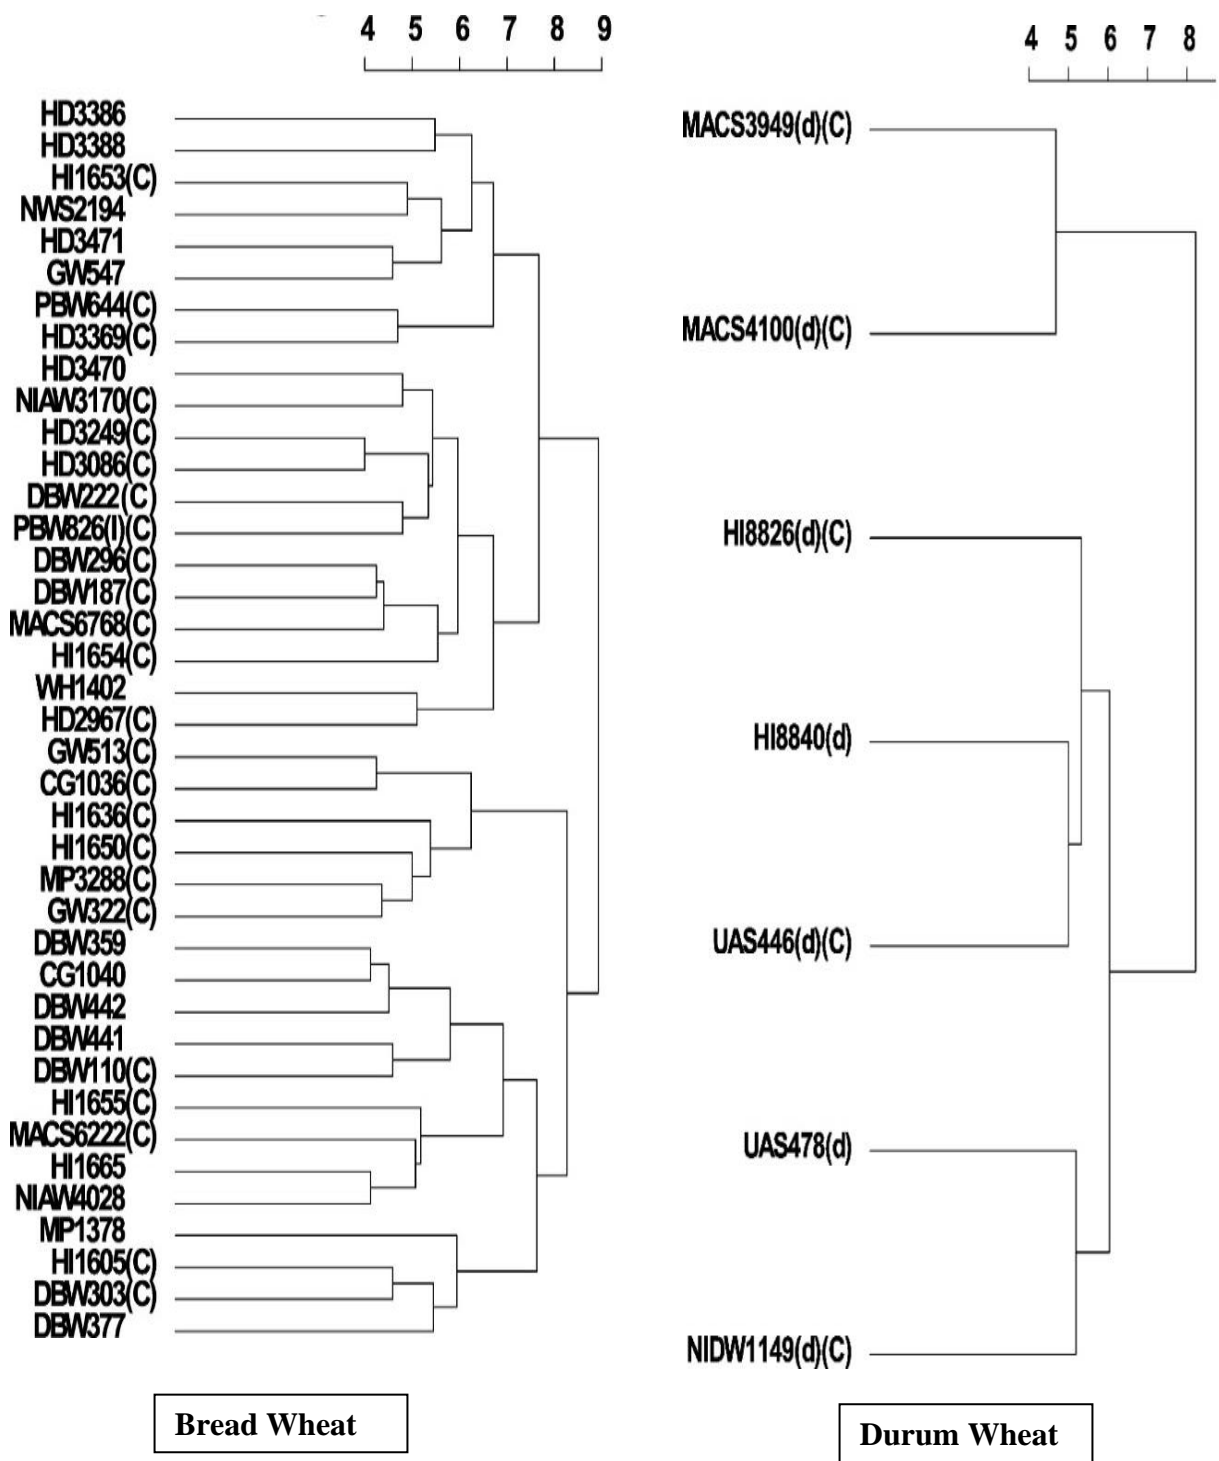 4 5 6 7 8 9
HD3386
HD3388
HI1653(C)
NWS2194
HD3471
GW547
PBW644(C)
HD3369(C)
HD3470
NIAW3170(C)
HD3249(C)
HD3086(C)
DBW222(C)
PBW826(I)(C)
DBW296(C)
DBW187(C)
MACS6768(C)
HI1654(C)
WH1402
HD2967(C)
GW513(C)
CG1036(C)
HI1636(C)
HI1650(C)
MP3288(C)
GW322(C)
DBW359
CG1040
DBW442
DBW441
DBW110(C)
HI1655(C)
MACS6222(C)
HI1665
NIAW4028
MP1378
HI1605(C)
DBW303(C)
DBW377
Bread Wheat
4 5 6 7 8
MACS3949(d)(C)
MACS4100(d)(C)
HI8826(d)(C)
HI8840(d)
UAS446(d)(C)
UAS478(d)
NIDW1149(d)(C)
Durum Wheat